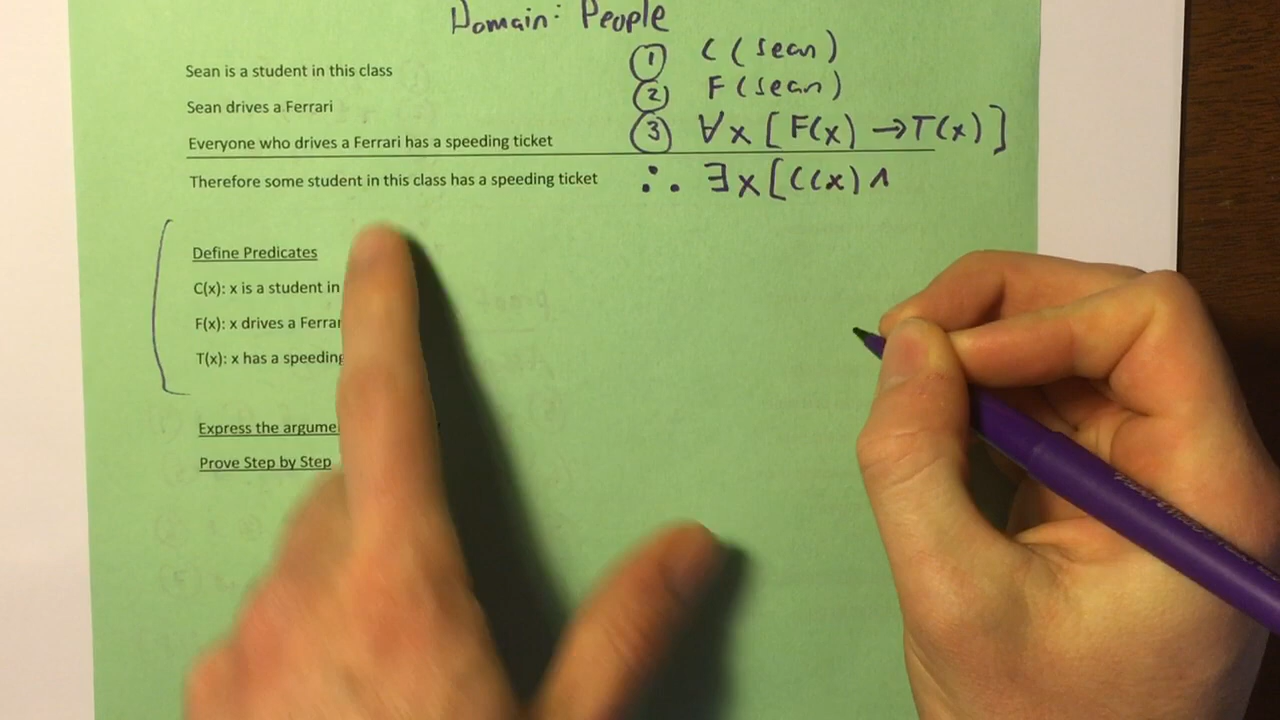 Domain: People
Sean is a student in this class
① C(sean)
Sean drives a Ferrari
② F(sean)
Everyone who drives a Ferrari has a speeding ticket
③ ∀x[F(x)→T(x)]
Therefore some student in this class has a speeding ticket
∴ ∃x[C(x)∧
Define Predicates
C(x): x is a student in
F(x): x drives a
T(x): x has a speeding
Express the
Prove Step by Step